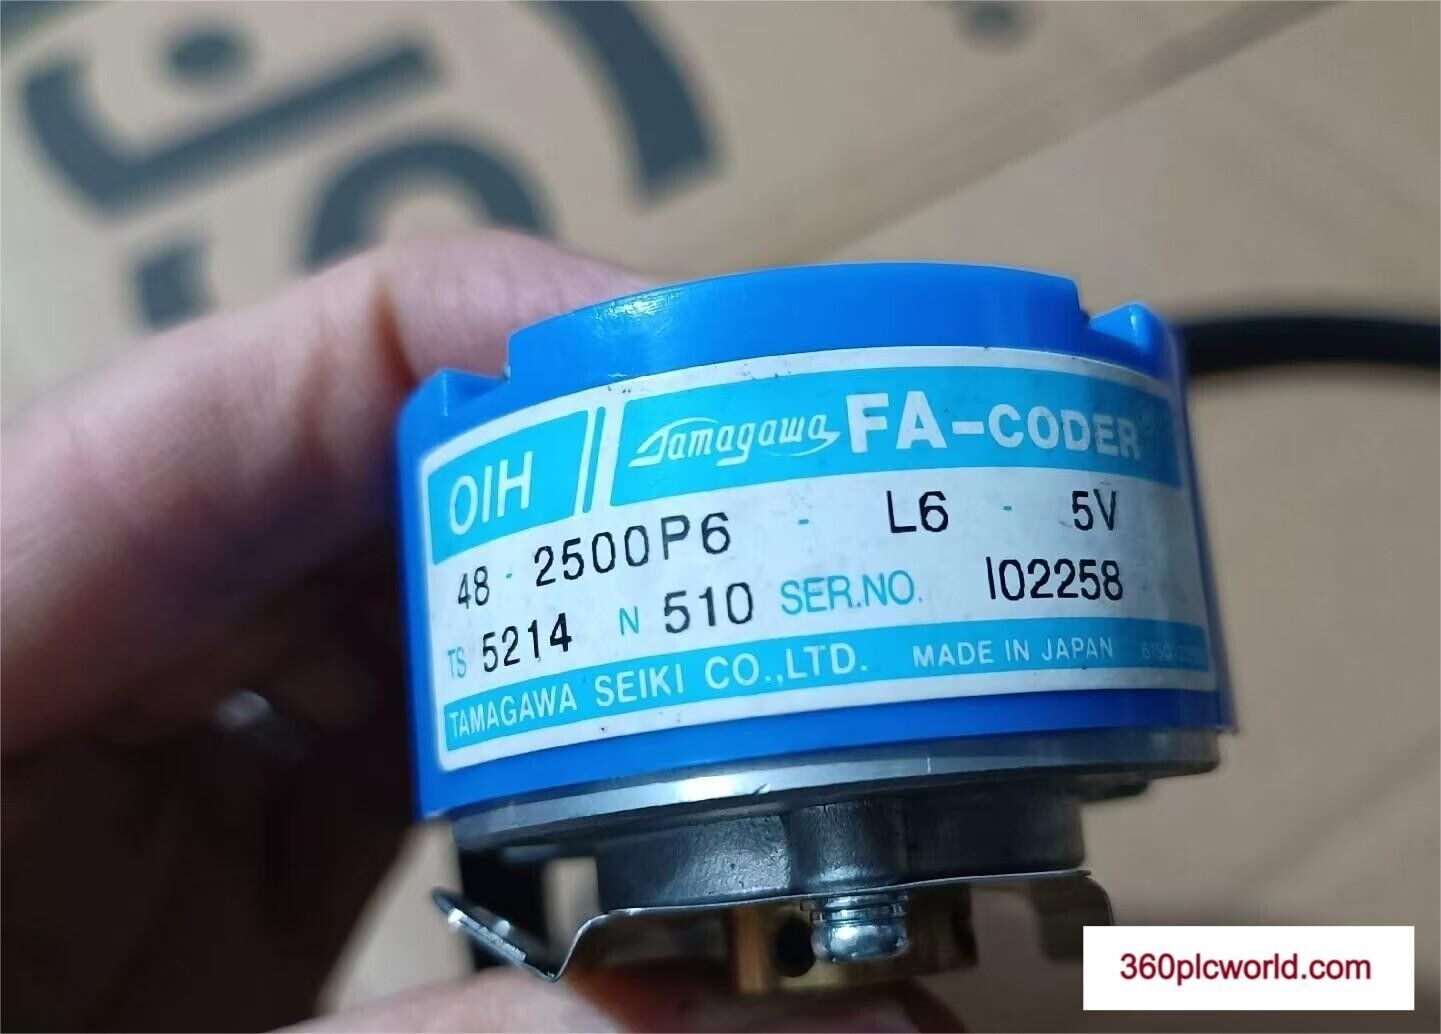 OIH Tamagawa FA-CODER
48 - 2500P6 - L6 - 5V
TS 5214 N 510 SER.NO. I02258
TAMAGAWA SEIKI CO.,LTD. MADE IN JAPAN
360plcworld.com